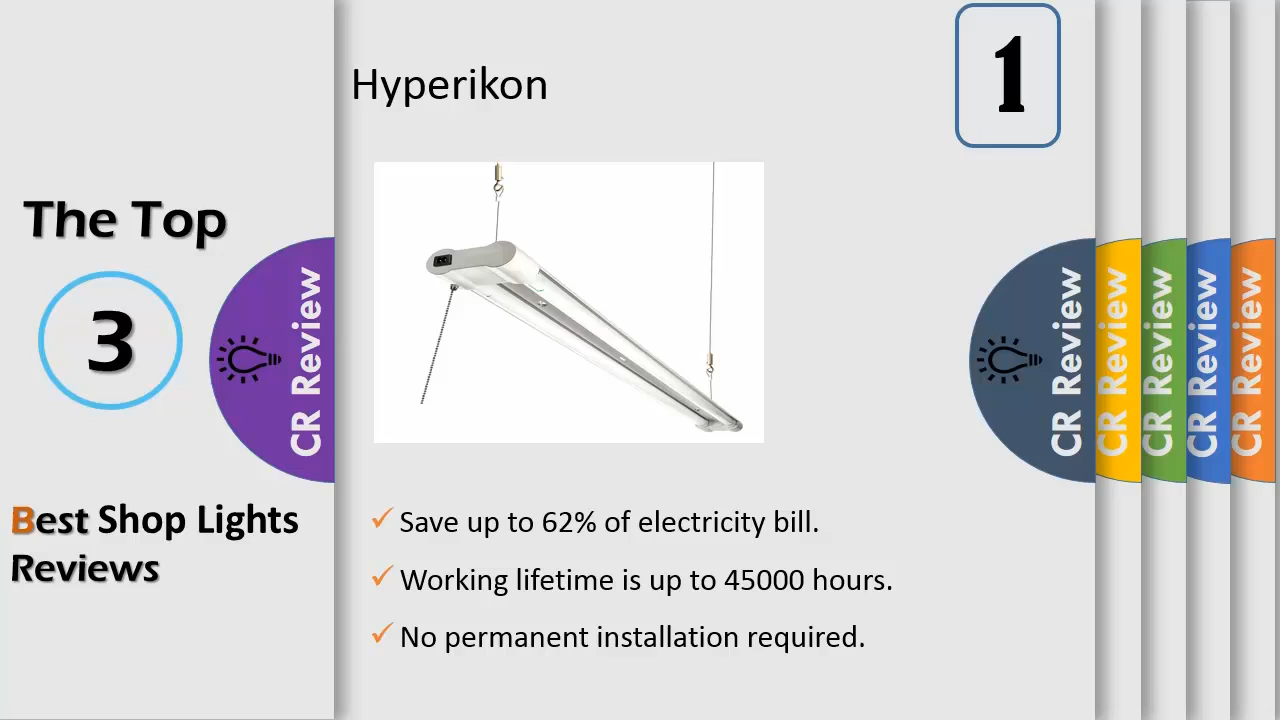 The Top
3
CR Review
Best Shop Lights
Reviews
Hyperikon
1
Save up to 62% of electricity bill.
Working lifetime is up to 45000 hours.
No permanent installation required.
CR Review
CR Review
CR Review
CR Review
CR Review